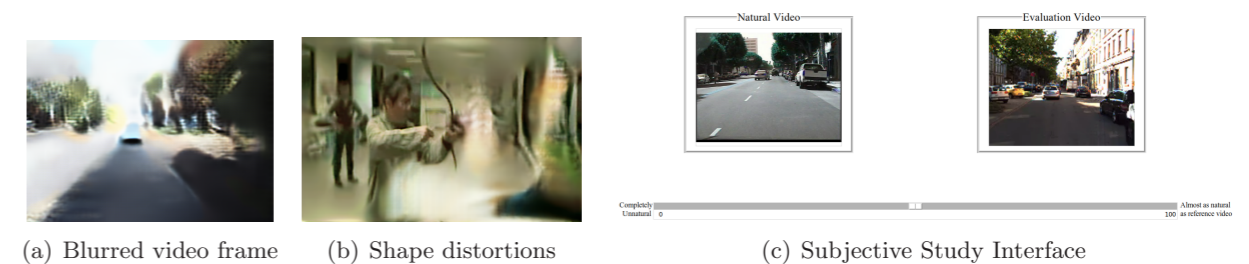 Natural Video
Evaluation Video
Completely
Unnatural
0
100
Almost as natural
as reference video
(a) Blurred video frame
(b) Shape distortions
(c) Subjective Study Interface